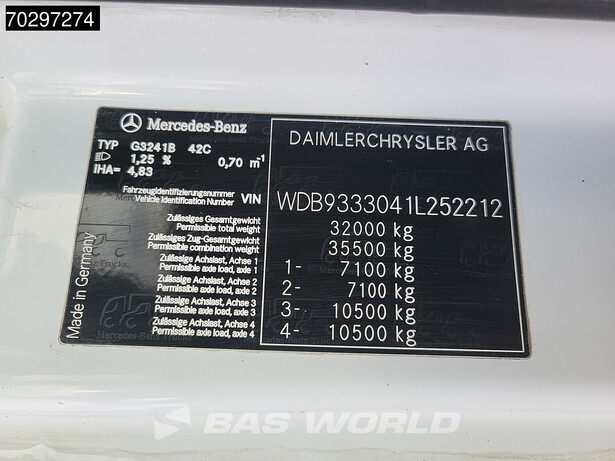 70297274
Mercedes-Benz
TYP G3241B 42C
1,25 % 0,70 m⁻¹
IHA= 4,83
Fahrzeugidentifizierungsnummer
Vehicle Identification Number VIN
Zulässiges Gesamtgewicht
Permissible total weight
Zulässiges Zug-Gesamtgewicht
Permissible combination weight
Zulässige Achslast, Achse 1
Permissible axle load, axle 1
Zulässige Achslast, Achse 2
Permissible axle load, axle 2
Zulässige Achslast, Achse 3
Permissible axle load, axle 3
Zulässige Achslast, Achse 4
Permissible axle load, axle 4
Made in Germany
DAIMLERCHRYSLER AG
WDB9333041L252212
32000 kg
35500 kg
1- 7100 kg
2- 7100 kg
3- 10500 kg
4- 10500 kg
BAS WORLD